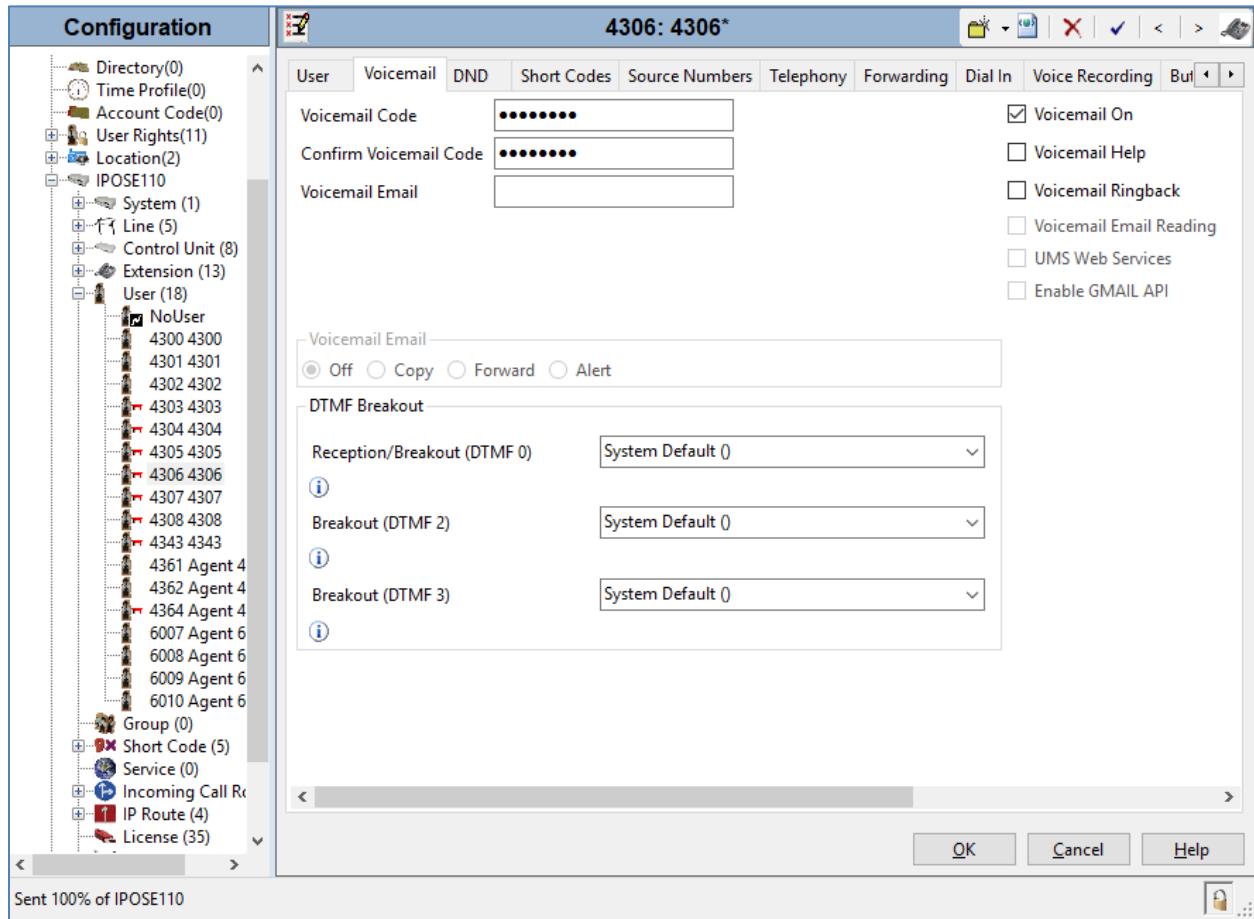 Configuration
4306: 4306*
Directory(0)
Time Profile(0)
Account Code(0)
User Rights(11)
Location(2)
IPOSE110
System (1)
Line (5)
Control Unit (8)
Extension (13)
User (18)
NoUser
4300 4300
4301 4301
4302 4302
4303 4303
4304 4304
4305 4305
4306 4306
4307 4307
4308 4308
4343 4343
4361 Agent 4
4362 Agent 4
4364 Agent 4
6007 Agent 6
6008 Agent 6
6009 Agent 6
6010 Agent 6
Group (0)
Short Code (5)
Service (0)
Incoming Call Ro
IP Route (4)
License (35)
User Voicemail DND Short Codes Source Numbers Telephony Forwarding Dial In Voice Recording But
Voicemail Code ●●●●●●●●
Confirm Voicemail Code ●●●●●●●●
Voicemail Email
Voicemail On
Voicemail Help
Voicemail Ringback
Voicemail Email Reading
UMS Web Services
Enable GMAIL API
Voicemail Email
Off Copy Forward Alert
DTMF Breakout
Reception/Breakout (DTMF 0) System Default ()
Breakout (DTMF 2) System Default ()
Breakout (DTMF 3) System Default ()
OK Cancel Help
Sent 100% of IPOSE110